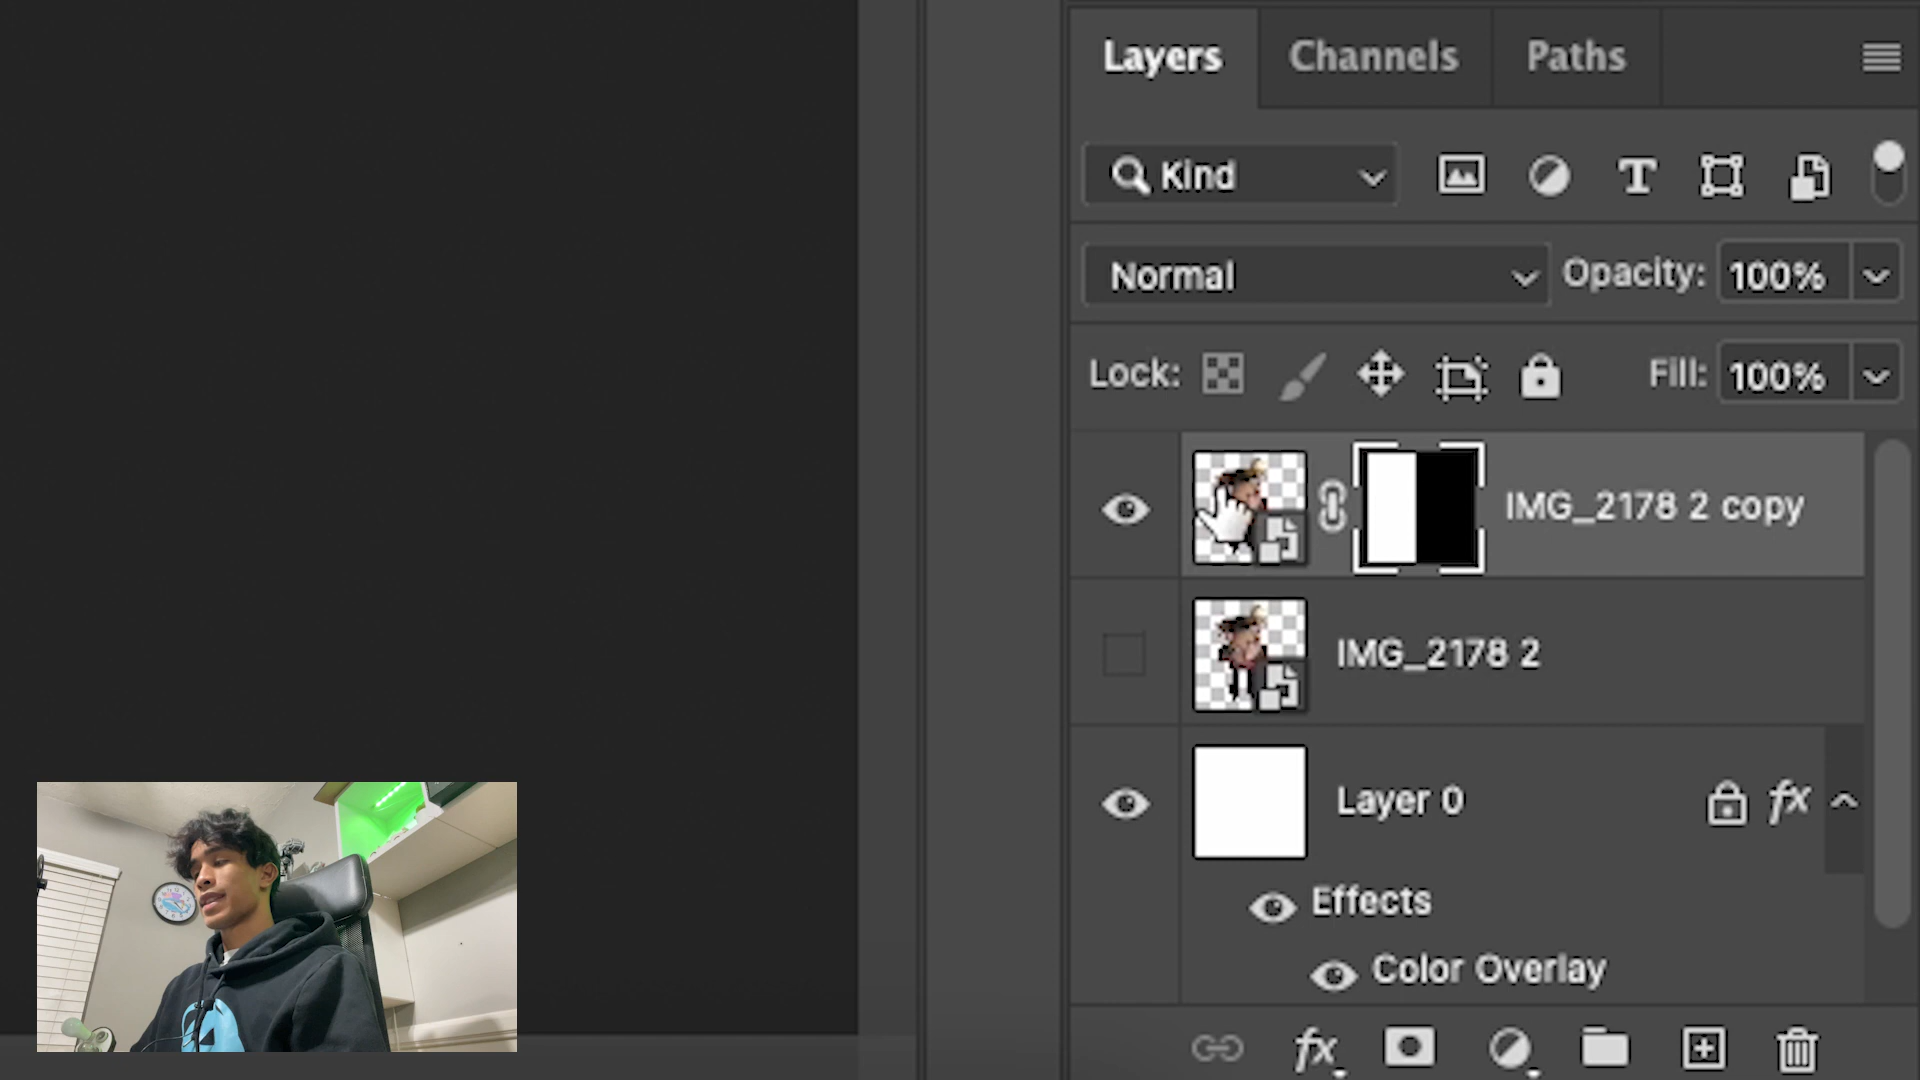 Layers Channels Paths
Kind T
Normal Opacity: 100%
Lock: Fill: 100%
IMG_2178 2 copy
IMG_2178 2
Layer 0 fx
Effects
Color Overlay
fx